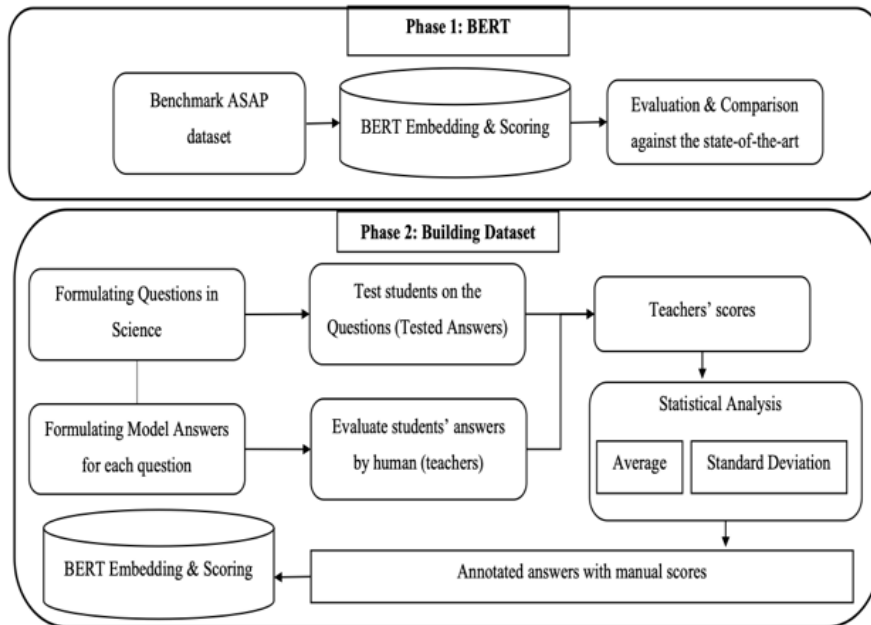 Phase 1: BERT
Benchmark ASAP
dataset
BERT Embedding & Scoring
Evaluation & Comparison
against the state-of-the-art
Phase 2: Building Dataset
Formulating Questions in
Science
Test students on the
Questions (Tested Answers)
Teachers’ scores
Formulating Model Answers
for each question
Evaluate students’ answers
by human (teachers)
Statistical Analysis
Average
Standard Deviation
BERT Embedding & Scoring
Annotated answers with manual scores